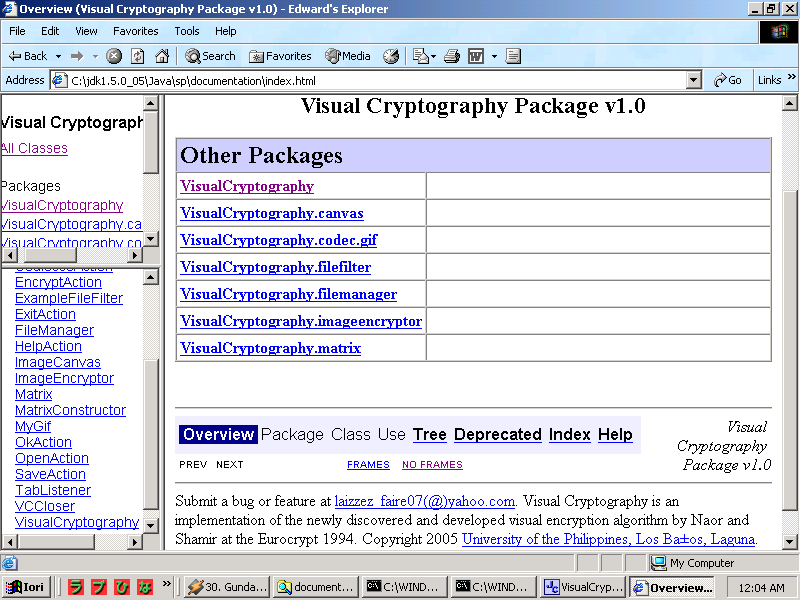 Overview (Visual Cryptography Package v1.0) - Edward's Explorer
File Edit View Favorites Tools Help
Back Search Favorites Media
Address C:\jdk1.5.0_05\Java\sp\documentation\index.html Go Links »
Visual Cryptograph
All Classes
Packages
VisualCryptography
VisualCryptography.ca
VisualCryptography.co
EncryptAction
ExampleFileFilter
ExitAction
FileManager
HelpAction
ImageCanvas
ImageEncryptor
Matrix
MatrixConstructor
MyGif
OkAction
OpenAction
SaveAction
TabListener
VCCloser
VisualCryptography
Visual Cryptography Package v1.0
Other Packages
VisualCryptography
VisualCryptography.canvas
VisualCryptography.codec.gif
VisualCryptography.filefilter
VisualCryptography.filemanager
VisualCryptography.imageencryptor
VisualCryptography.matrix
Overview Package Class Use Tree Deprecated Index Help
PREV NEXT FRAMES NO FRAMES
Visual
Cryptography
Package v1.0
Submit a bug or feature at laizzez_faire07(@)yahoo.com. Visual Cryptography is an
implementation of the newly discovered and developed visual encryption algorithm by Naor and
Shamir at the Eurocrypt 1994. Copyright 2005 University of the Philippines, Los Ba±os, Laguna.
My Computer
Iori ラ ブ ひ な » 30. Gunda... document... C:\WIND... C:\WIND... VisualCryp... Overview... 12:04 AM